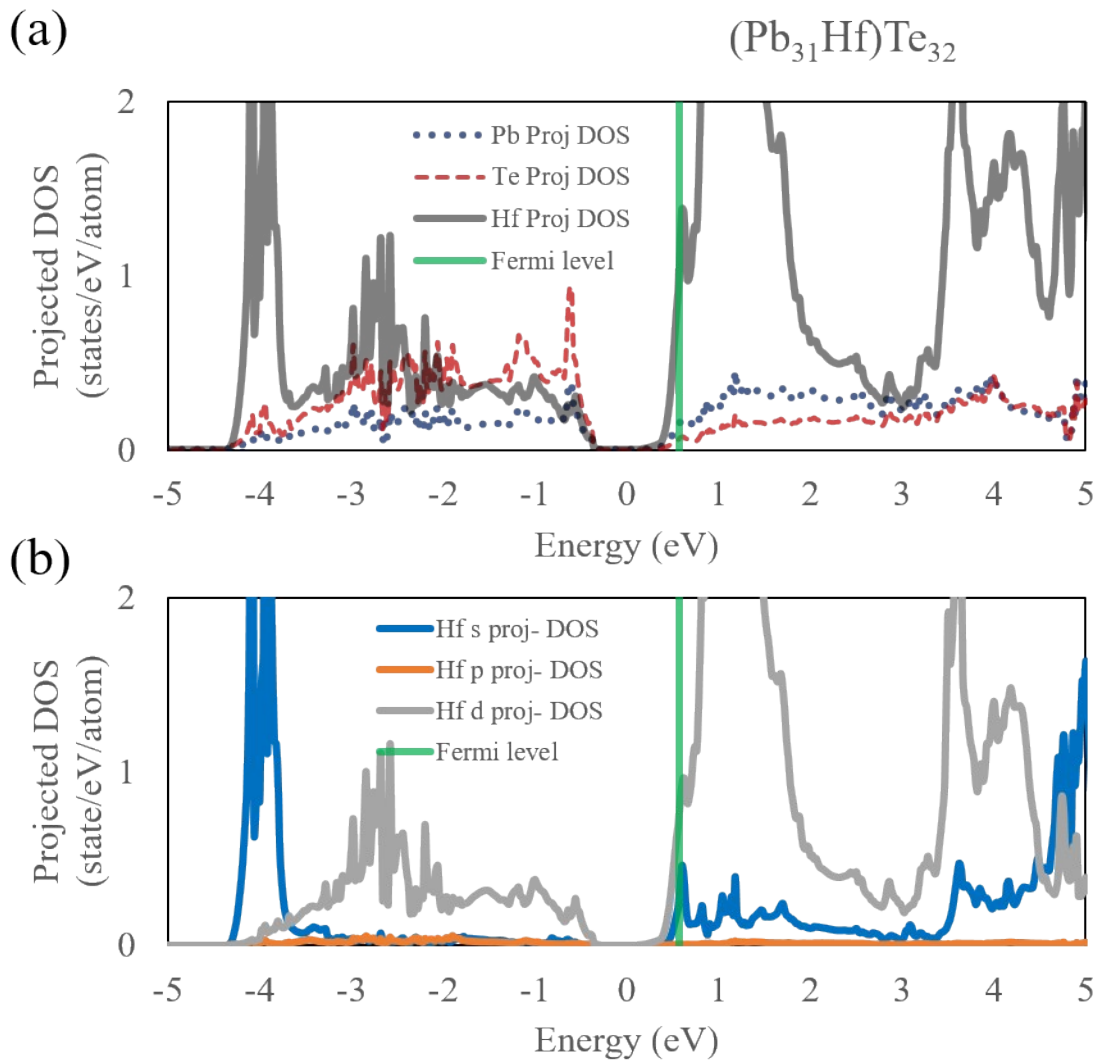 (a)
(Pb₃₁Hf)Te₃₂
Projected DOS
(states/eV/atom)
2
1
0
Pb Proj DOS
Te Proj DOS
Hf Proj DOS
Fermi level
-5 -4 -3 -2 -1 0 1 2 3 4 5
Energy (eV)
(b)
Projected DOS
(state/eV/atom)
2
1
0
Hf s proj- DOS
Hf p proj- DOS
Hf d proj- DOS
Fermi level
-5 -4 -3 -2 -1 0 1 2 3 4 5
Energy (eV)